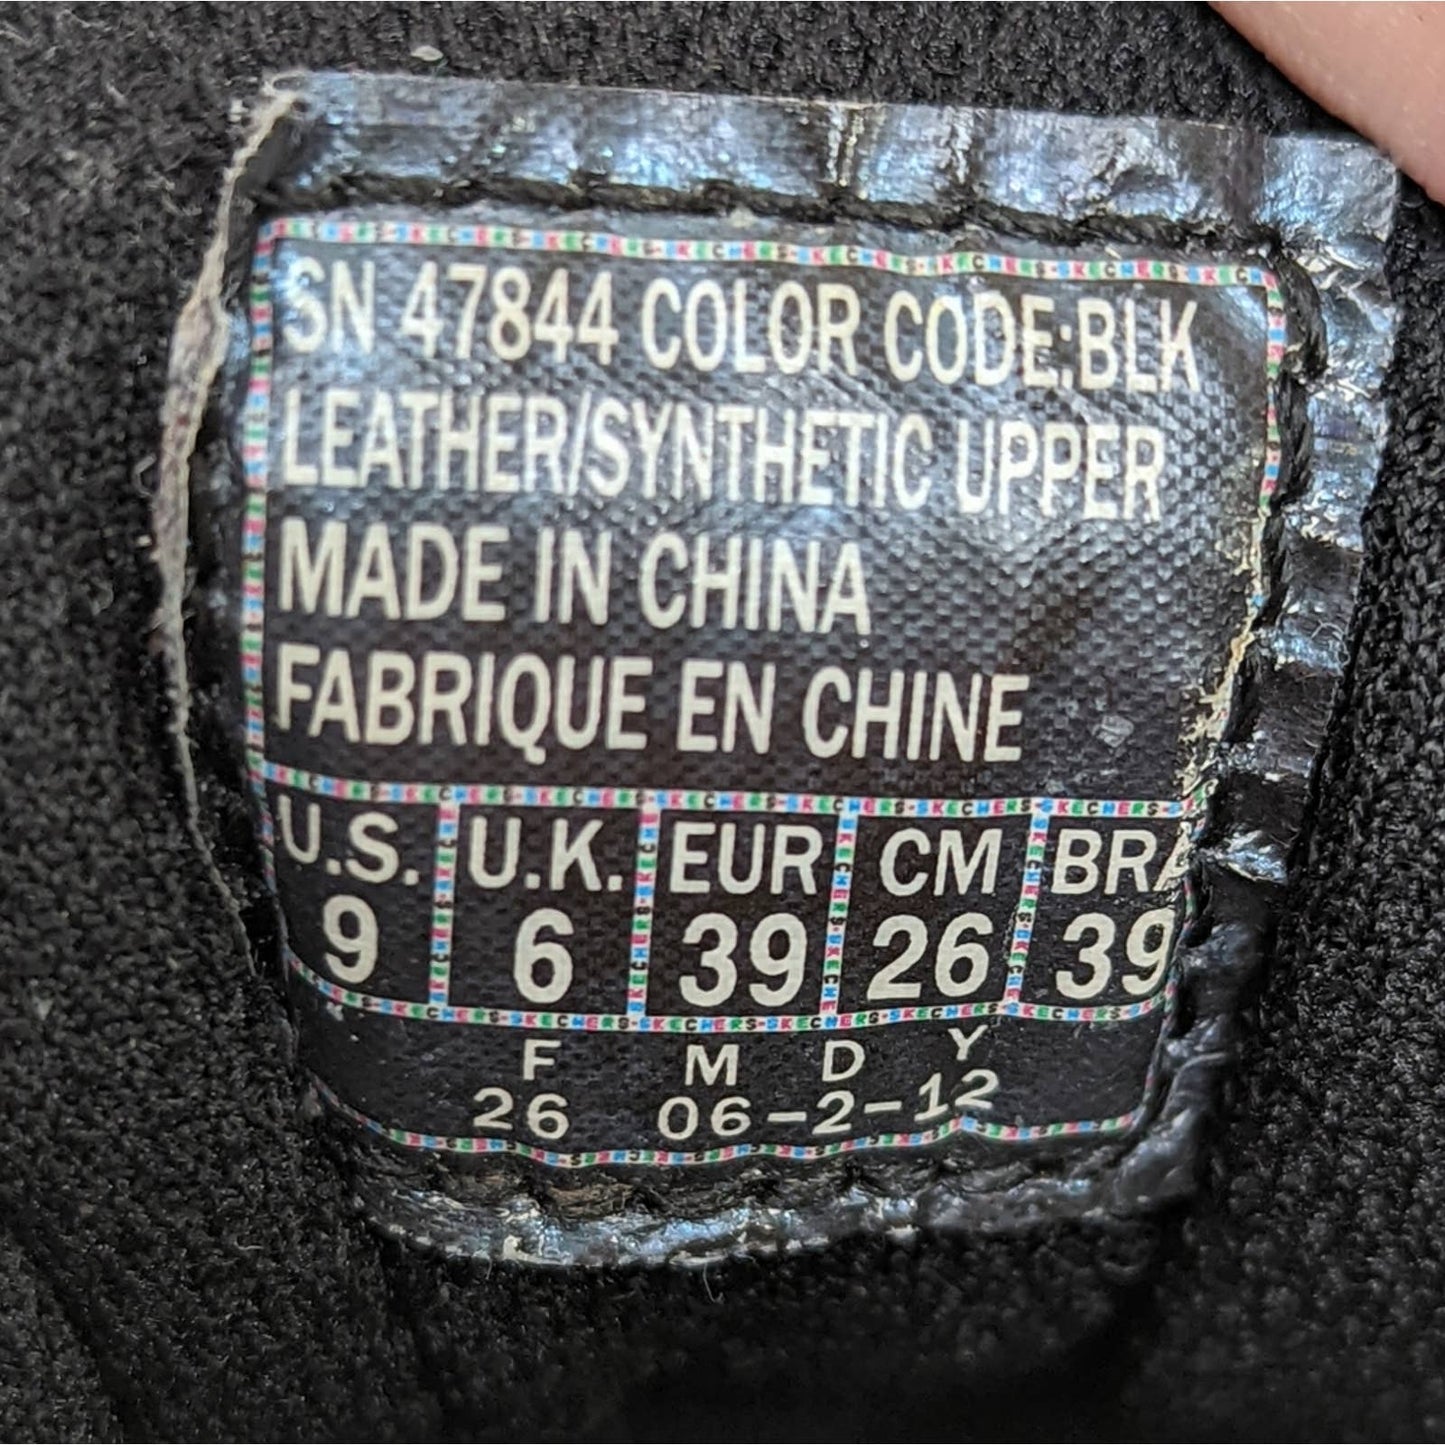 SN 47844 COLOR CODE:BLK
LEATHER/SYNTHETIC UPPER
MADE IN CHINA
FABRIQUE EN CHINE
U.S. U.K. EUR CM BRA
9 6 39 26 39
F M D Y
26 06-2-12
SKECHERS